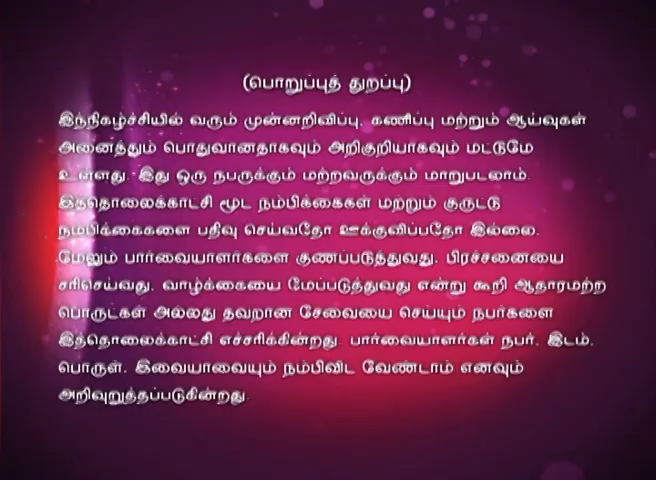 (பொறுப்புத் துறப்பு)
இந்நிகழ்ச்சியில் வரும் முன்னறிவிப்பு, கணிப்பு மற்றும் ஆய்வுகள்
அனைத்தும் பொதுவானதாகவும் அறிகுறியாகவும் மட்டுமே
உள்ளது. இது ஒரு நபருக்கும் மற்றவருக்கும் மாறுபடலாம்.
இத்தொலைக்காட்சி மூட நம்பிக்கைகள் மற்றும் குருட்டு
நம்பிக்கைகளை பதிவு செய்வதோ ஊக்குவிப்பதோ இல்லை.
மேலும் பார்வையாளர்களை குணப்படுத்துவது, பிரச்சனையை
சரிசெய்வது, வாழ்க்கையை மேப்படுத்துவது என்று கூறி ஆதாரமற்ற
பொருட்கள் அல்லது தவறான சேவையை செய்யும் நபர்களை
இத்தொலைக்காட்சி எச்சரிக்கின்றது. பார்வையாளர்கள் நபர், இடம்,
பொருள், இவையாவையும் நம்பிவிட வேண்டாம் எனவும்
அறிவுறுத்தப்படுகின்றது.